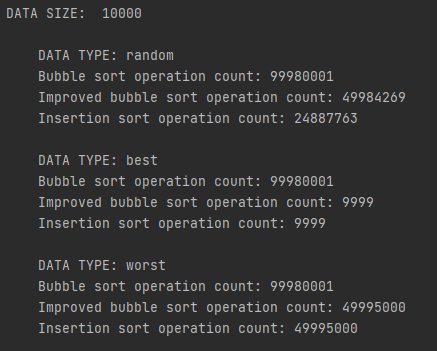 DATA SIZE:  10000
DATA TYPE: random
Bubble sort operation count: 99980001
Improved bubble sort operation count: 49984269
Insertion sort operation count: 24887763
DATA TYPE: best
Bubble sort operation count: 99980001
Improved bubble sort operation count: 9999
Insertion sort operation count: 9999
DATA TYPE: worst
Bubble sort operation count: 99980001
Improved bubble sort operation count: 49995000
Insertion sort operation count: 49995000